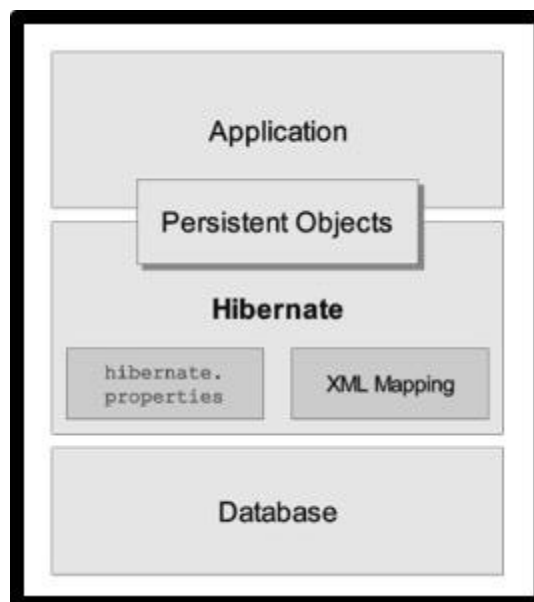 Application
Persistent Objects
Hibernate
hibernate.
properties
XML Mapping
Database